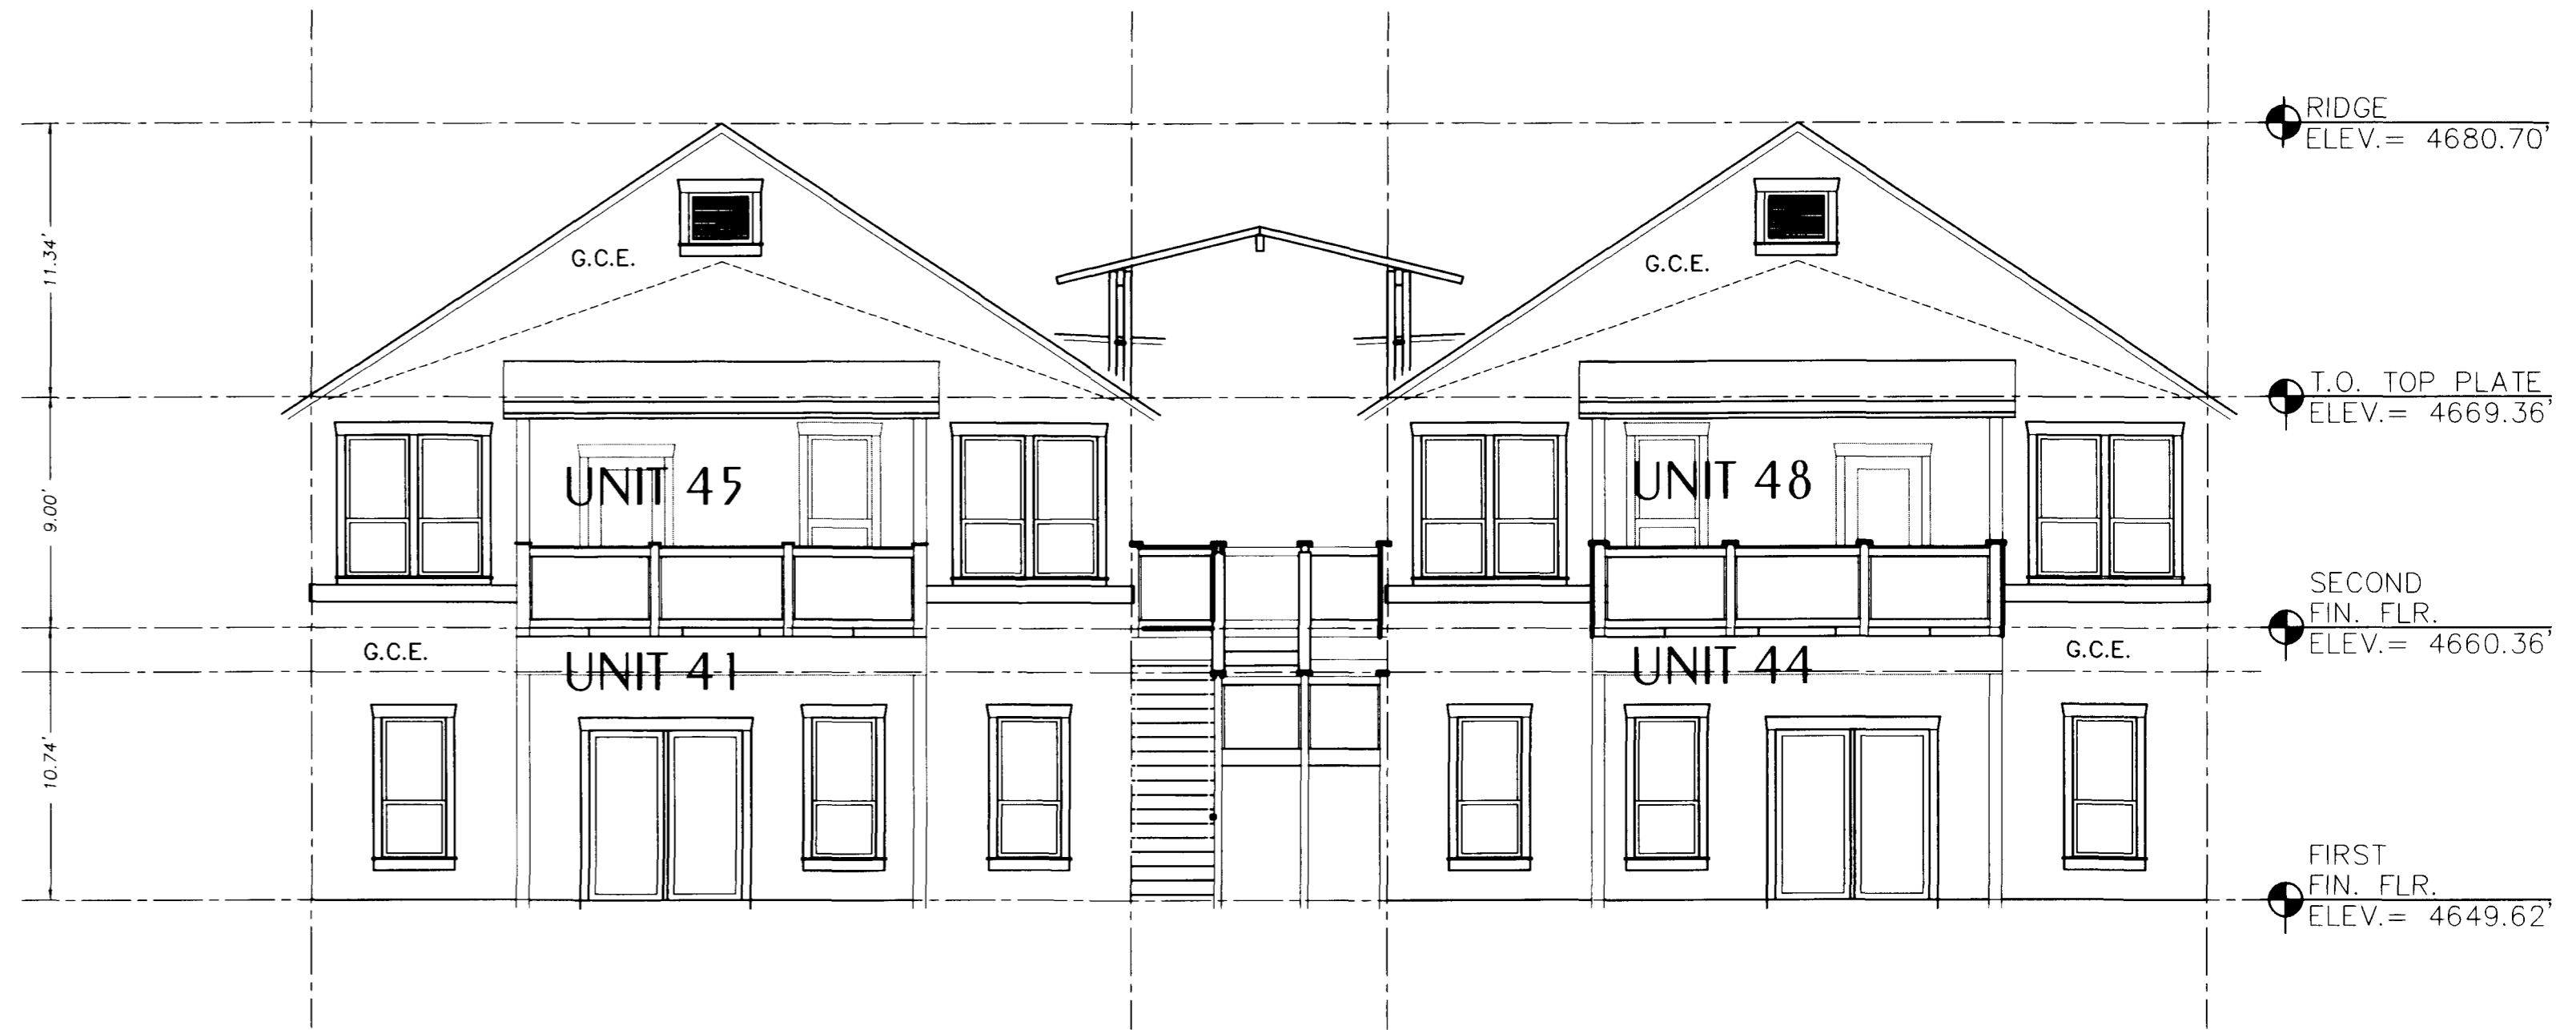 RIDGE
ELEV.= 4680.70'
11.34'
G.C.E.
G.C.E.
T.O. TOP PLATE
ELEV.= 4669.36'
9.00'
UNIT 45
UNIT 48
SECOND
FIN. FLR.
ELEV.= 4660.36'
G.C.E.
G.C.E.
UNIT 41
UNIT 44
10.74'
FIRST
FIN. FLR.
ELEV.= 4649.62'